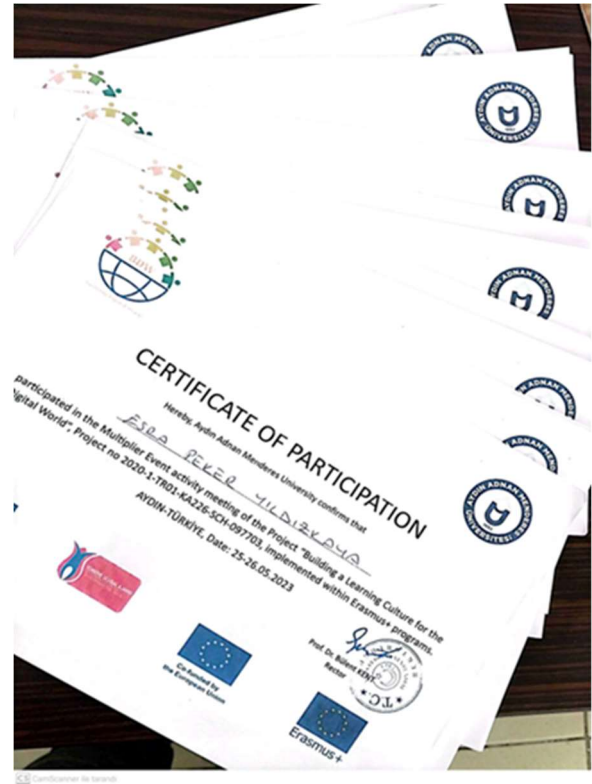 AYDIN ADNAN MENDERES
ÜNİVERSİTESİ
CERTIFICATE OF PARTICIPATION
Hereby, Aydın Adnan Menderes University confirms that
ESRA PEKER YILDIZKAYA
participated in the Multiplier Event activity meeting of the Project "Building a Learning Culture for the
Digital World", Project no 2020-1-TR01-KA226-SCH-097703, implemented within Erasmus+ programs.
AYDIN-TÜRKİYE, Date: 25-26.05.2023
Prof. Dr. Bülent KENT
Rector
T.C.
Co-funded by
the European Union
Erasmus+
CS CamScanner ile tarandı